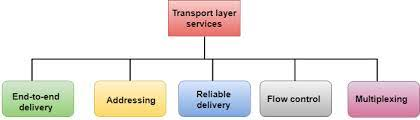 Transport layer
services
End-to-end
delivery
Addressing
Reliable
delivery
Flow control
Multiplexing